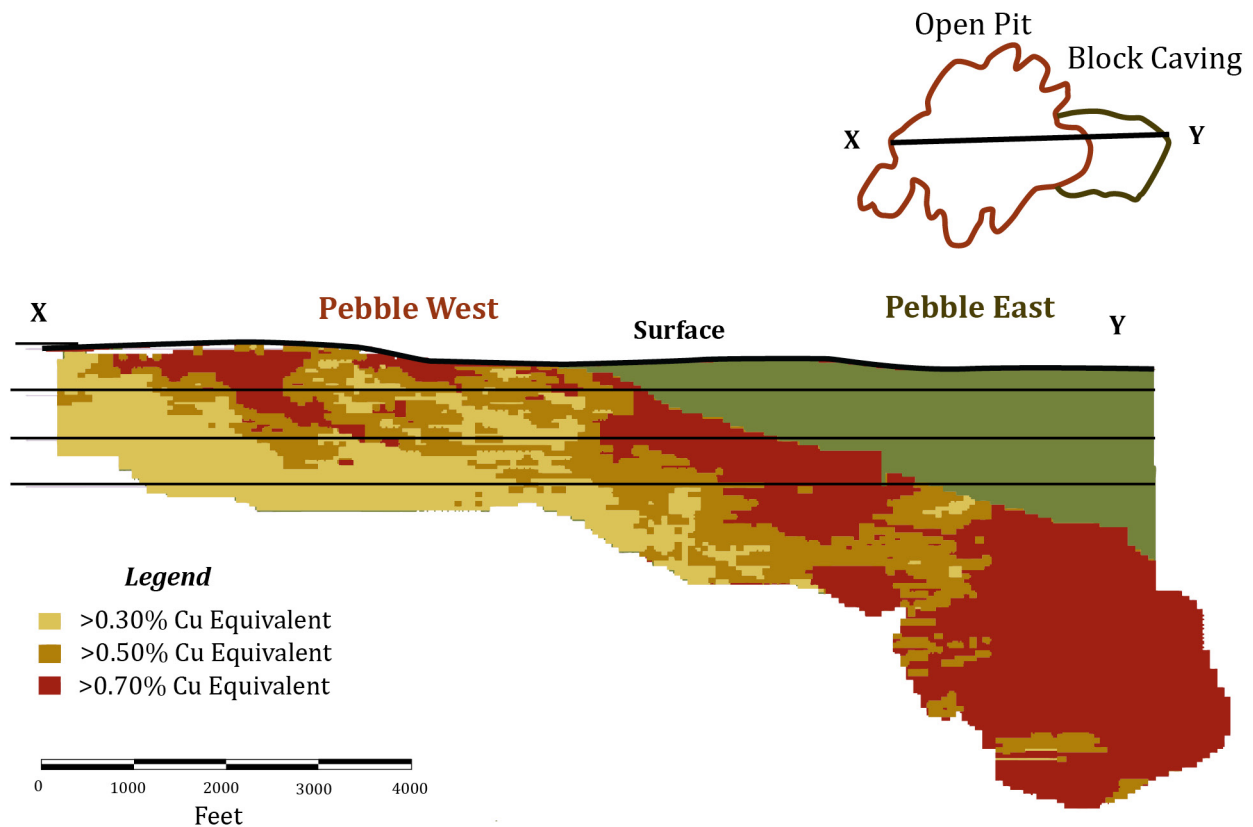 Open Pit
Block Caving
X
Y
X
Pebble West
Surface
Pebble East
Y
Legend
>0.30% Cu Equivalent
>0.50% Cu Equivalent
>0.70% Cu Equivalent
0 1000 2000 3000 4000
Feet